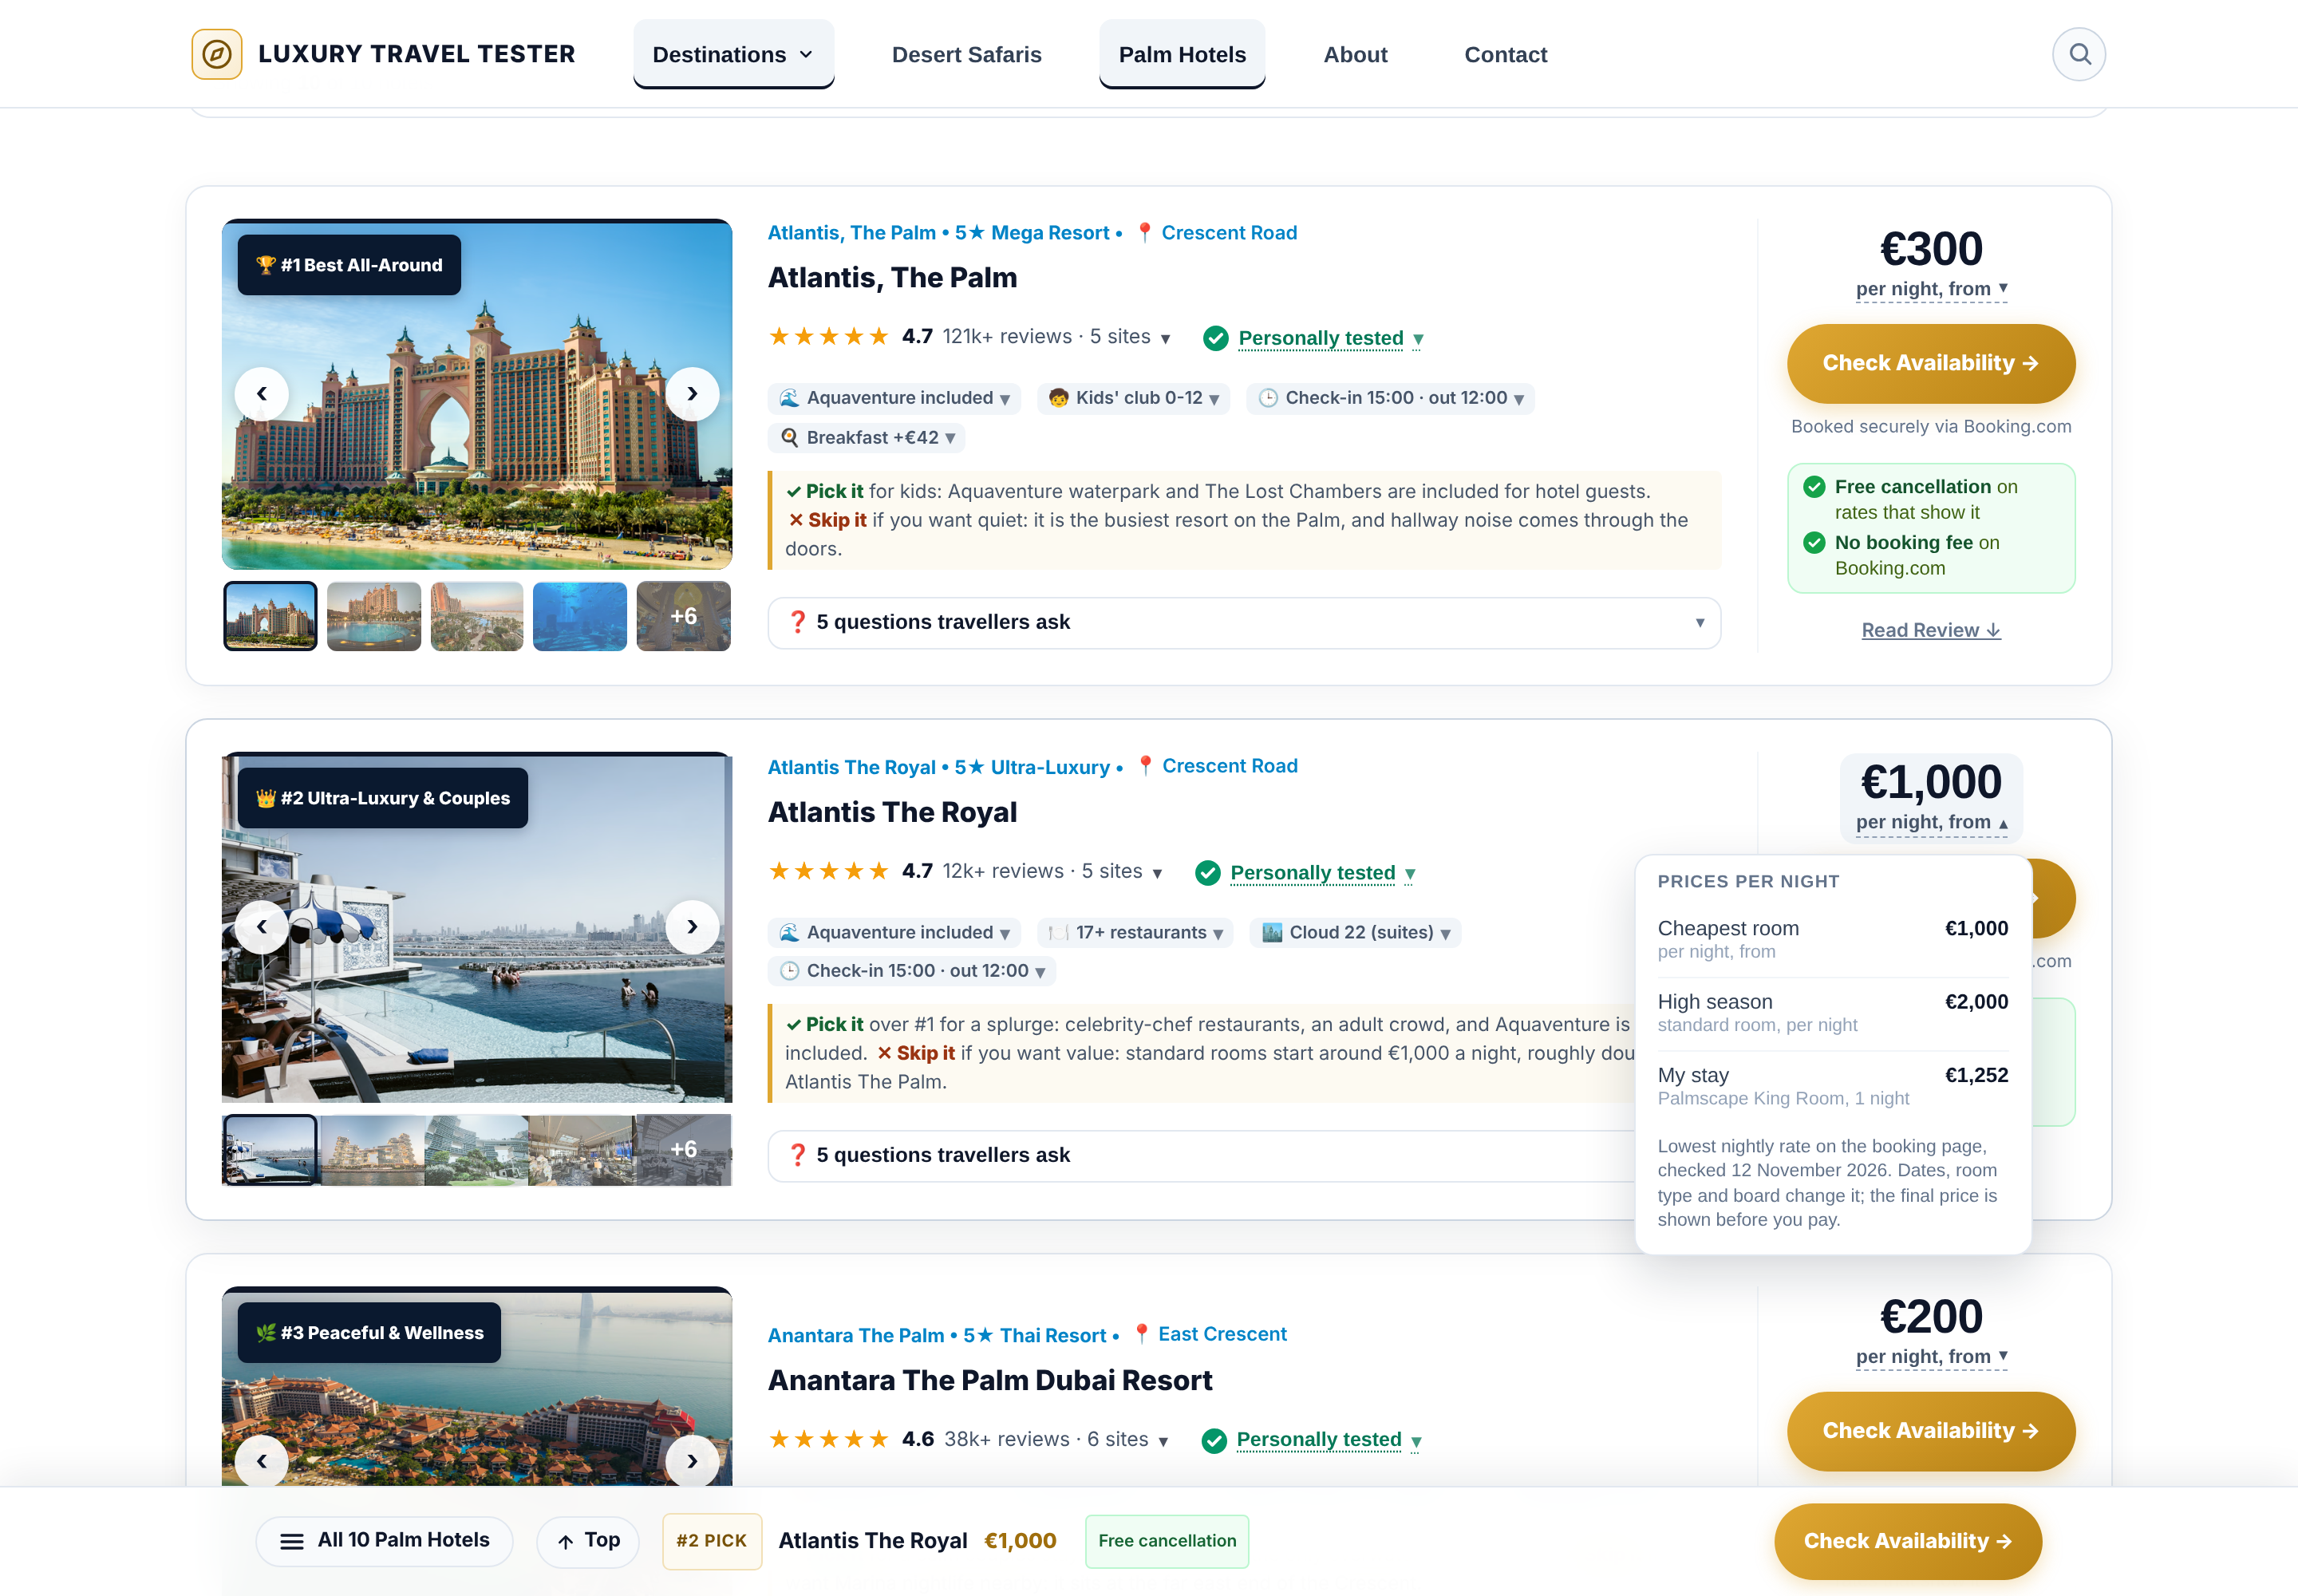 LUXURY TRAVEL TESTER
Destinations
Desert Safaris
Palm Hotels
About
Contact
🏆 #1 Best All-Around
‹
›
+6
Atlantis, The Palm • 5★ Mega Resort • 📍 Crescent Road
Atlantis, The Palm
★★★★★ 4.7 121k+ reviews · 5 sites ▼
Personally tested ▼
🌊 Aquaventure included ▼
🧒 Kids' club 0-12 ▼
🕒 Check-in 15:00 · out 12:00 ▼
🍳 Breakfast +€42 ▼
✓ Pick it for kids: Aquaventure waterpark and The Lost Chambers are included for hotel guests.
✕ Skip it if you want quiet: it is the busiest resort on the Palm, and hallway noise comes through the
doors.
❓ 5 questions travellers ask ▼
€300
per night, from ▼
Check Availability →
Booked securely via Booking.com
Free cancellation on
rates that show it
No booking fee on
Booking.com
Read Review ↓
👑 #2 Ultra-Luxury & Couples
‹
›
+6
Atlantis The Royal • 5★ Ultra-Luxury • 📍 Crescent Road
Atlantis The Royal
★★★★★ 4.7 12k+ reviews · 5 sites ▼
Personally tested ▼
🌊 Aquaventure included ▼
🍽️ 17+ restaurants ▼
🏙️ Cloud 22 (suites) ▼
🕒 Check-in 15:00 · out 12:00 ▼
✓ Pick it over #1 for a splurge: celebrity-chef restaurants, an adult crowd, and Aquaventure is
included. ✕ Skip it if you want value: standard rooms start around €1,000 a night, roughly
Atlantis The Palm.
❓ 5 questions travellers ask
€1,000
per night, from ▲
.com
PRICES PER NIGHT
Cheapest room €1,000
per night, from
High season €2,000
standard room, per night
My stay €1,252
Palmscape King Room, 1 night
Lowest nightly rate on the booking page,
checked 12 November 2026. Dates, room
type and board change it; the final price is
shown before you pay.
🌿 #3 Peaceful & Wellness
‹
›
Anantara The Palm • 5★ Thai Resort • 📍 East Crescent
Anantara The Palm Dubai Resort
★★★★★ 4.6 38k+ reviews · 6 sites ▼
Personally tested ▼
€200
per night, from ▼
Check Availability →
All 10 Palm Hotels
↑ Top
#2 PICK
Atlantis The Royal €1,000
Free cancellation
Check Availability →